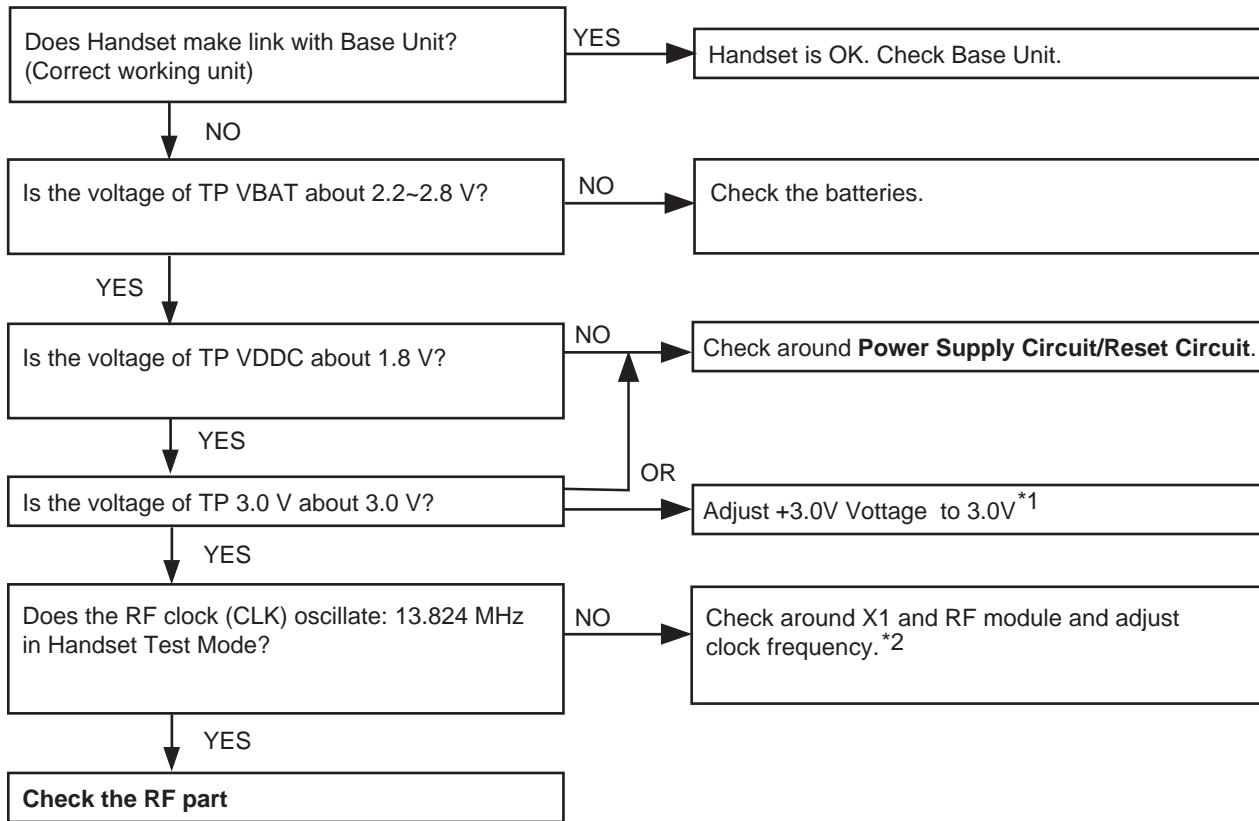 Does Handset make link with Base Unit?
(Correct working unit)
YES
Handset is OK. Check Base Unit.
NO
Is the voltage of TP VBAT about 2.2~2.8 V?
NO
Check the batteries.
YES
Is the voltage of TP VDDC about 1.8 V?
NO
Check around Power Supply Circuit/Reset Circuit.
YES
Is the voltage of TP 3.0 V about 3.0 V?
OR
Adjust +3.0V Vottage to 3.0V*1
YES
Does the RF clock (CLK) oscillate: 13.824 MHz
in Handset Test Mode?
NO
Check around X1 and RF module and adjust
clock frequency.*2
YES
Check the RF part